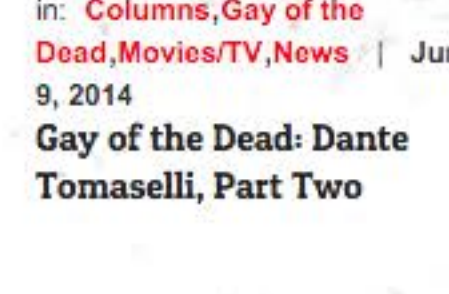 in: Columns,Gay of the
Dead,Movies/TV,News | Ju
9, 2014
Gay of the Dead: Dante
Tomaselli, Part Two